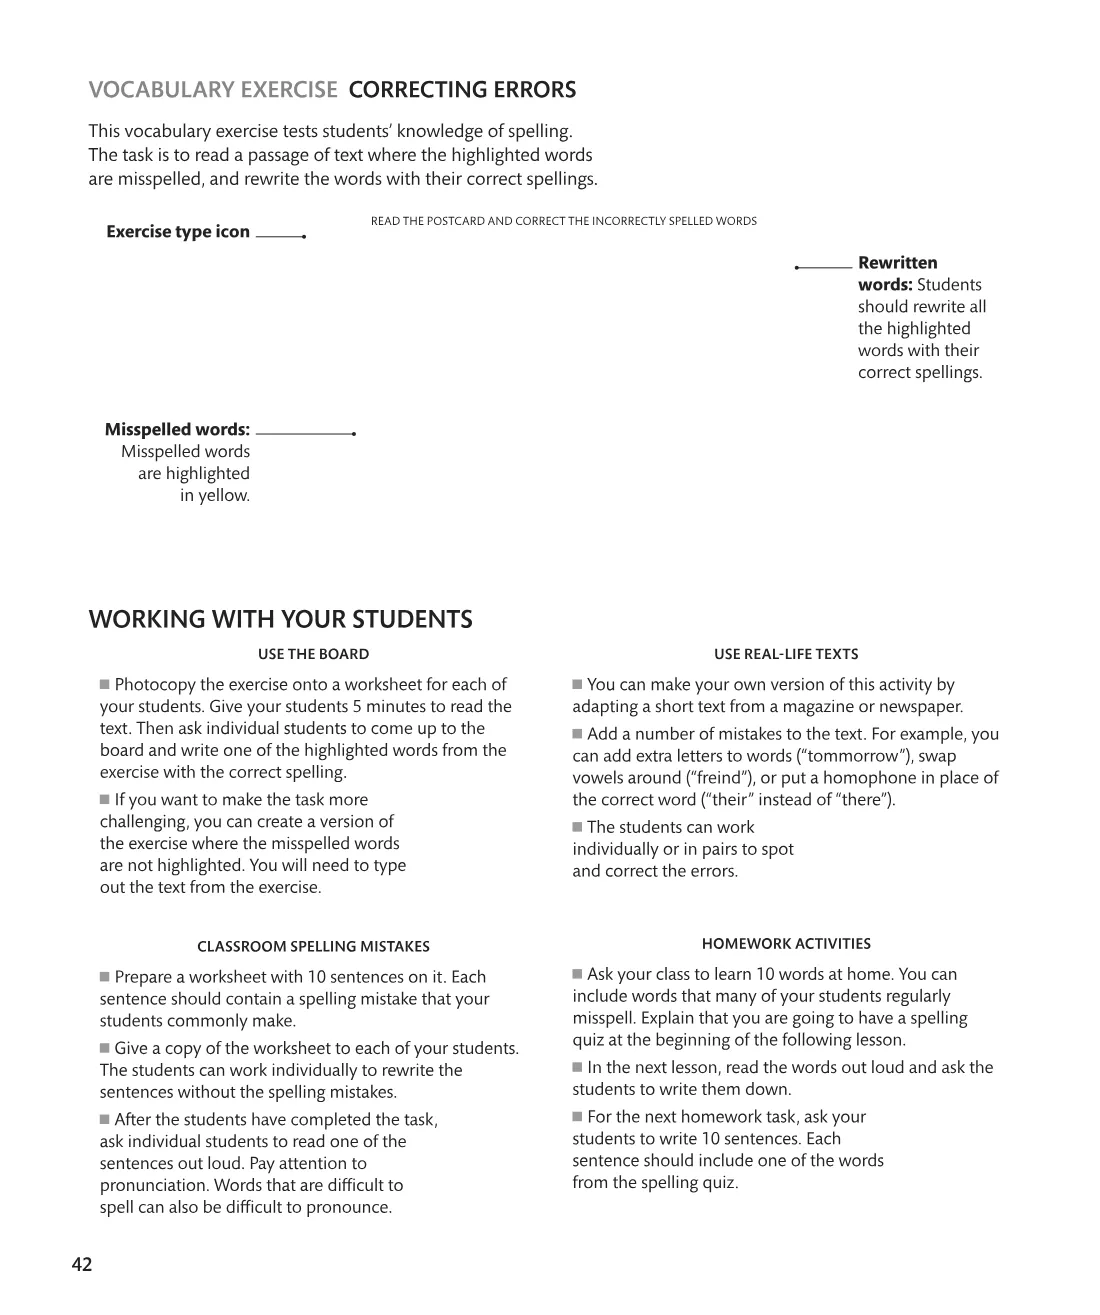 VOCABULARY EXERCISE CORRECTING ERRORS
This vocabulary exercise tests students’ knowledge of spelling.
The task is to read a passage of text where the highlighted words
are misspelled, and rewrite the words with their correct spellings.
Exercise type icon
READ THE POSTCARD AND CORRECT THE INCORRECTLY SPELLED WORDS
Rewritten
words: Students
should rewrite all
the highlighted
words with their
correct spellings.
Misspelled words:
Misspelled words
are highlighted
in yellow.
WORKING WITH YOUR STUDENTS
USE THE BOARD
■ Photocopy the exercise onto a worksheet for each of
your students. Give your students 5 minutes to read the
text. Then ask individual students to come up to the
board and write one of the highlighted words from the
exercise with the correct spelling.
■ If you want to make the task more
challenging, you can create a version of
the exercise where the misspelled words
are not highlighted. You will need to type
out the text from the exercise.
USE REAL-LIFE TEXTS
■ You can make your own version of this activity by
adapting a short text from a magazine or newspaper.
■ Add a number of mistakes to the text. For example, you
can add extra letters to words (“tommorrow”), swap
vowels around (“freind”), or put a homophone in place of
the correct word (“their” instead of “there”).
■ The students can work
individually or in pairs to spot
and correct the errors.
CLASSROOM SPELLING MISTAKES
■ Prepare a worksheet with 10 sentences on it. Each
sentence should contain a spelling mistake that your
students commonly make.
■ Give a copy of the worksheet to each of your students.
The students can work individually to rewrite the
sentences without the spelling mistakes.
■ After the students have completed the task,
ask individual students to read one of the
sentences out loud. Pay attention to
pronunciation. Words that are difficult to
spell can also be difficult to pronounce.
HOMEWORK ACTIVITIES
■ Ask your class to learn 10 words at home. You can
include words that many of your students regularly
misspell. Explain that you are going to have a spelling
quiz at the beginning of the following lesson.
■ In the next lesson, read the words out loud and ask the
students to write them down.
■ For the next homework task, ask your
students to write 10 sentences. Each
sentence should include one of the words
from the spelling quiz.
42